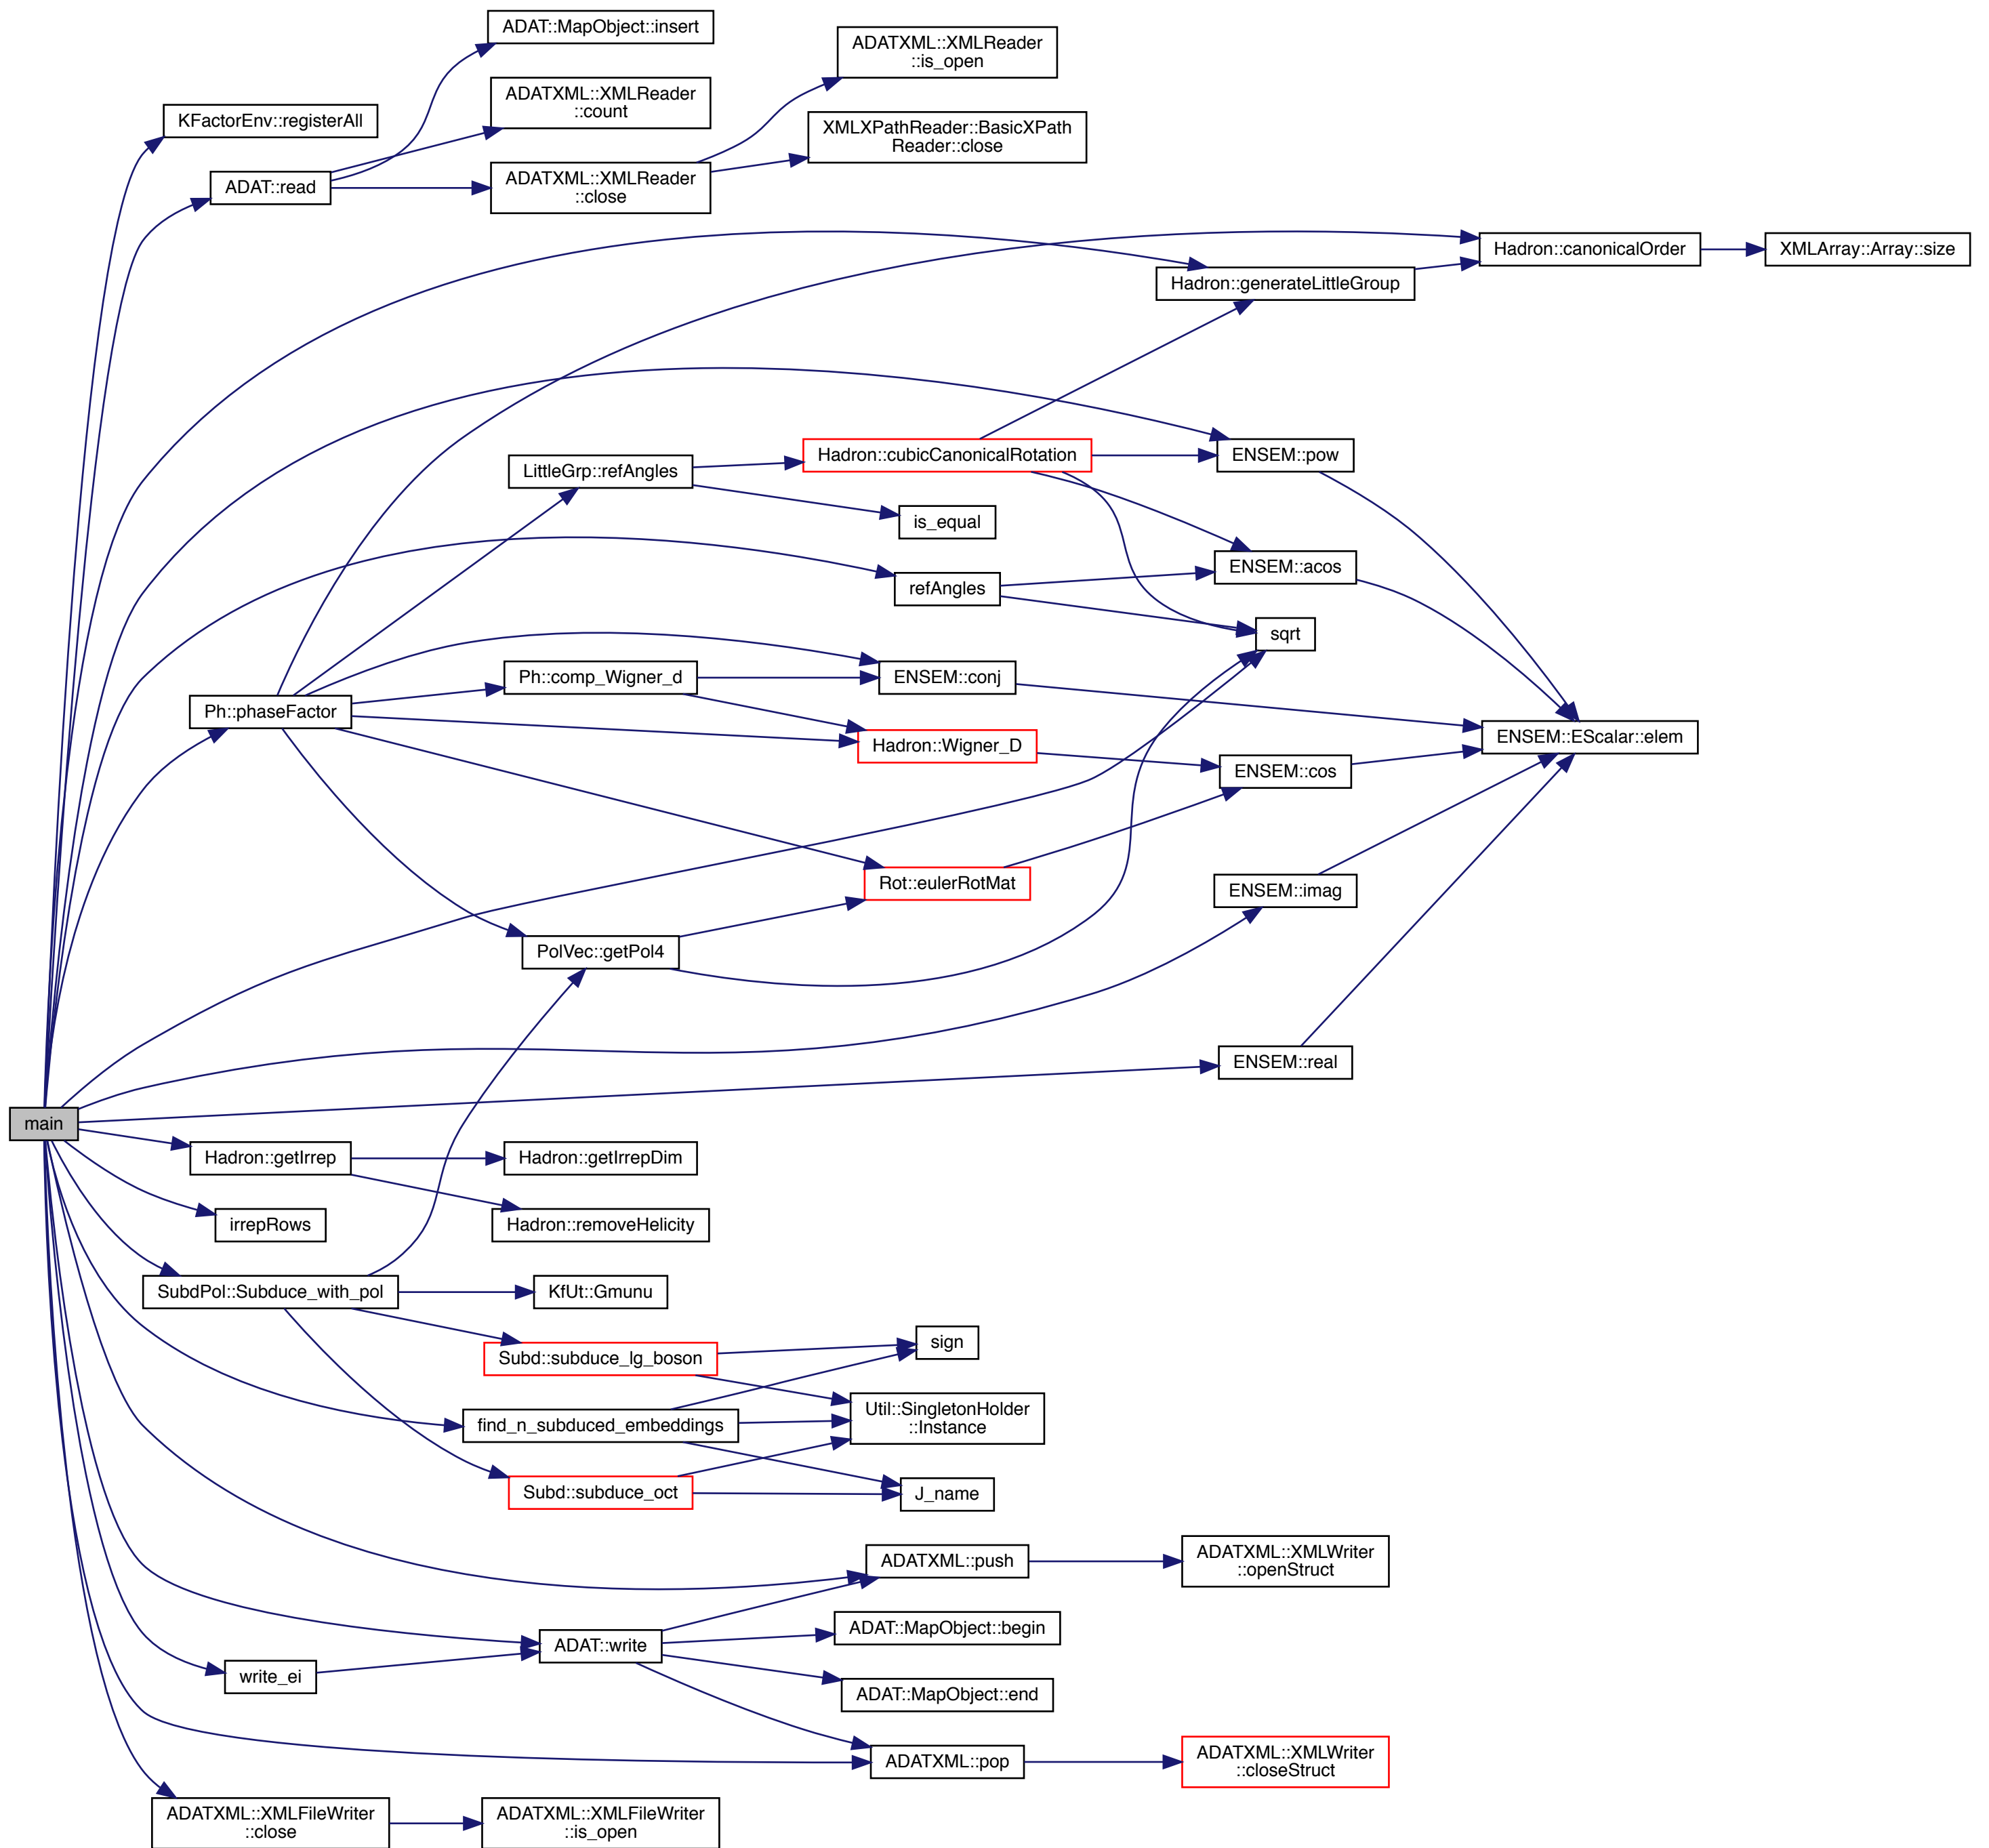 ADAT::MapObject::insert
ADATXML::XMLReader
::is_open
ADATXML::XMLReader
::count
KFactorEnv::registerAll
XMLXPathReader::BasicXPath
Reader::close
ADAT::read
ADATXML::XMLReader
::close
Hadron::canonicalOrder
XMLArray::Array::size
Hadron::generateLittleGroup
Hadron::cubicCanonicalRotation
ENSEM::pow
LittleGrp::refAngles
is_equal
ENSEM::acos
refAngles
sqrt
Ph::comp_Wigner_d
ENSEM::conj
Ph::phaseFactor
ENSEM::EScalar::elem
Hadron::Wigner_D
ENSEM::cos
Rot::eulerRotMat
ENSEM::imag
PolVec::getPol4
ENSEM::real
main
Hadron::getIrrep
Hadron::getIrrepDim
irrepRows
Hadron::removeHelicity
SubdPol::Subduce_with_pol
KfUt::Gmunu
sign
Subd::subduce_lg_boson
Util::SingletonHolder
::Instance
find_n_subduced_embeddings
Subd::subduce_oct
J_name
ADATXML::push
ADATXML::XMLWriter
::openStruct
ADAT::MapObject::begin
ADAT::write
write_ei
ADAT::MapObject::end
ADATXML::pop
ADATXML::XMLWriter
::closeStruct
ADATXML::XMLFileWriter
::close
ADATXML::XMLFileWriter
::is_open